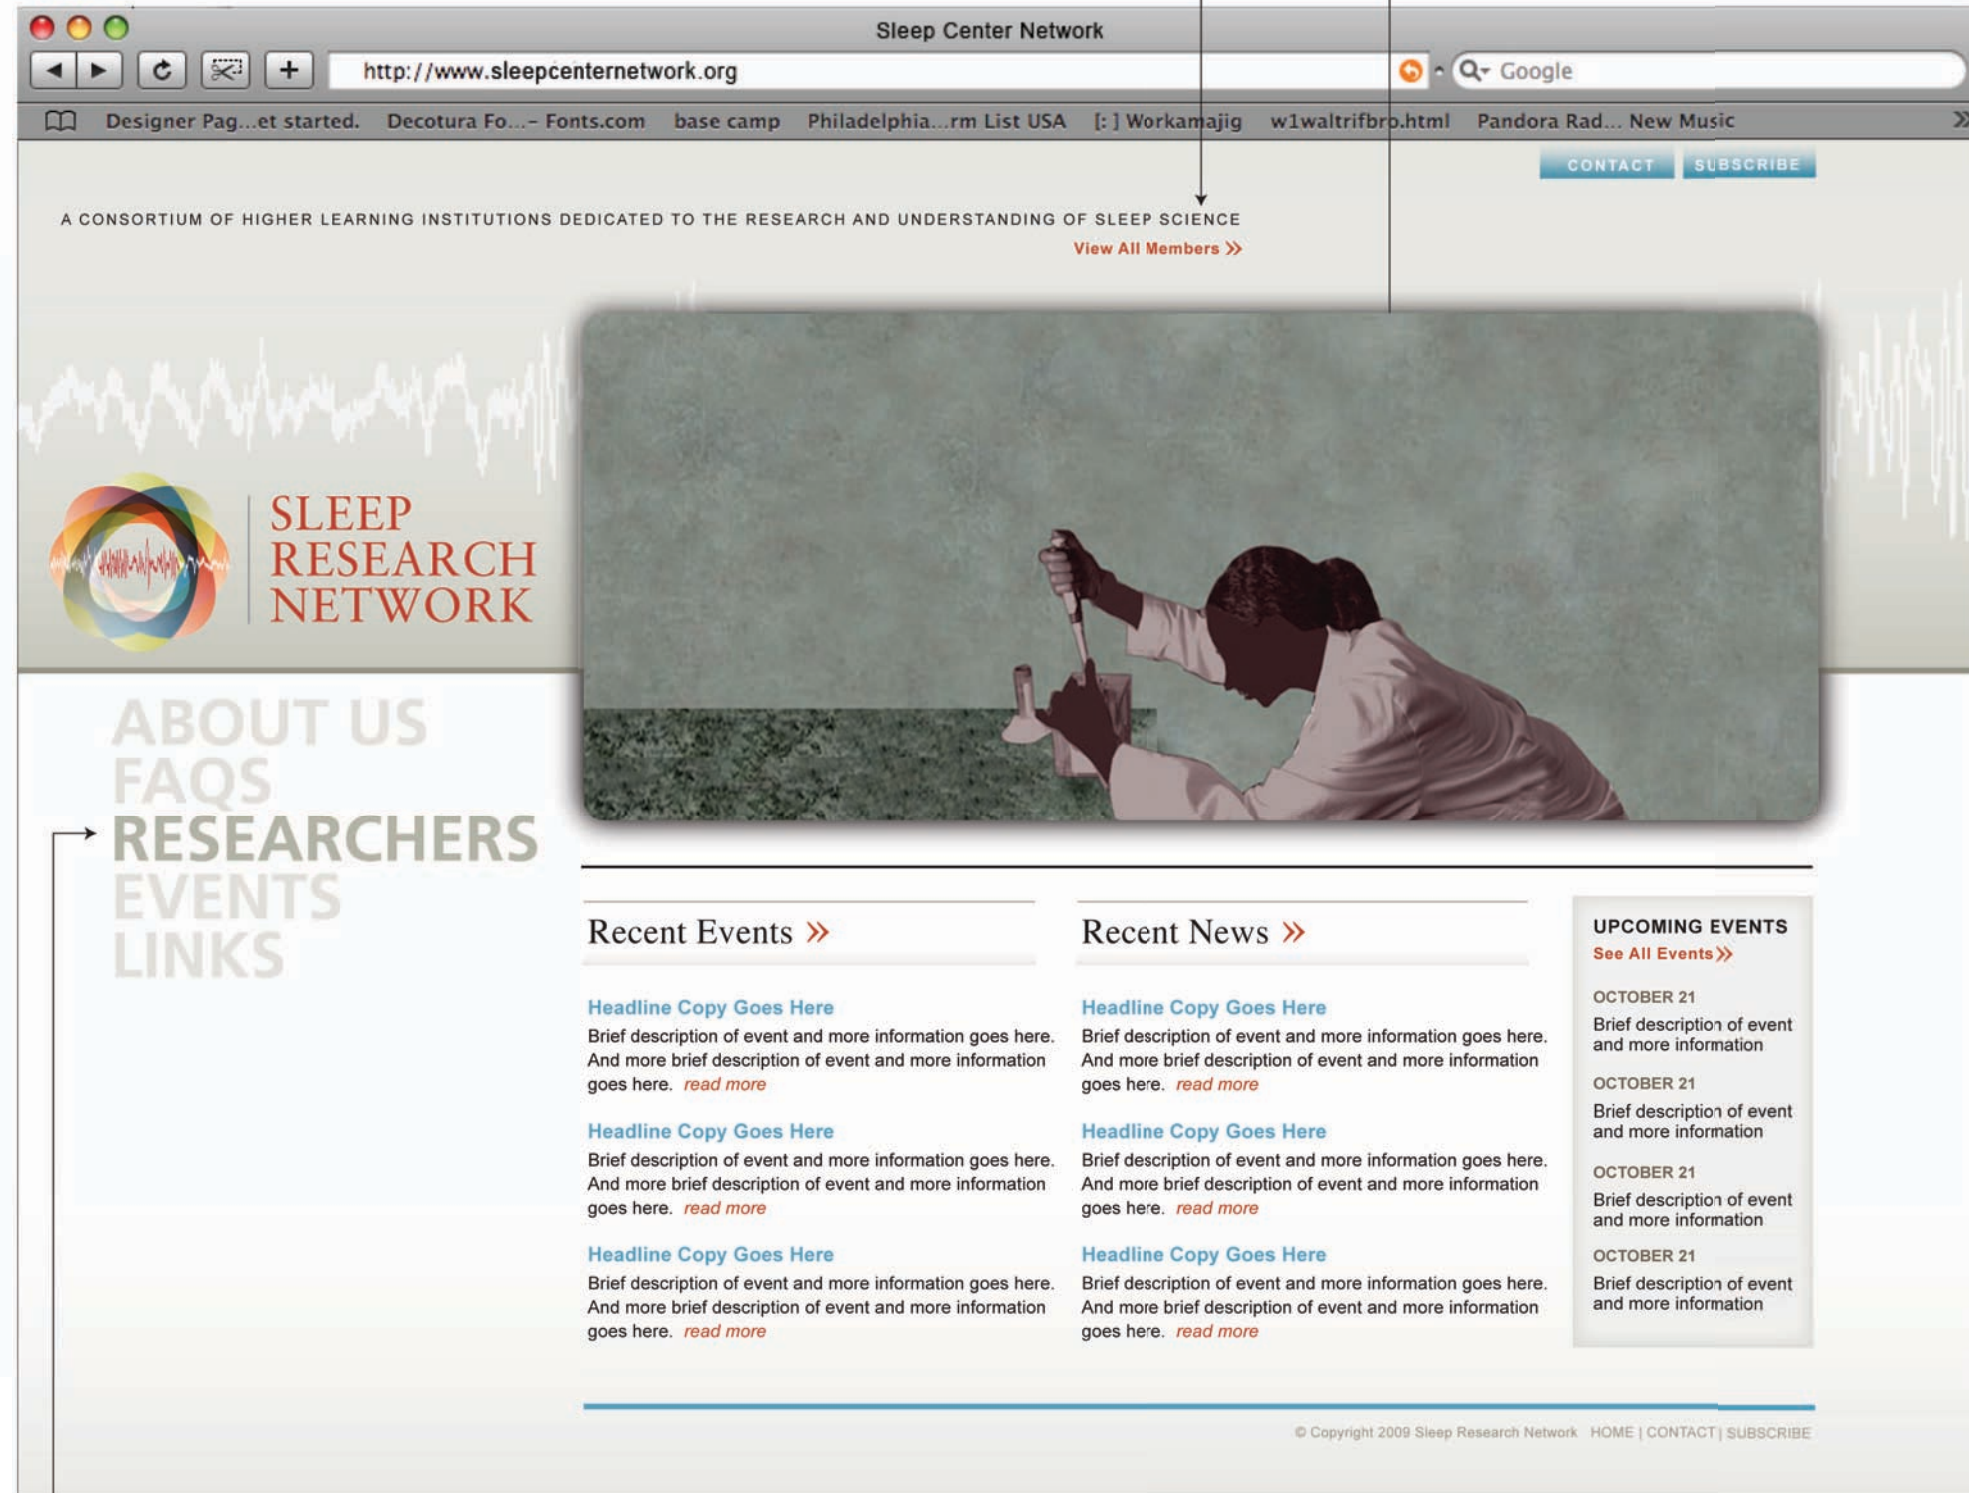 Sleep Center Network
http://www.sleepcenternetwork.org
Google
Designer Pag...et started. Decotura Fo...– Fonts.com base camp Philadelphia...rm List USA [: ] Workamajig w1waltrifbro.html Pandora Rad... New Music
CONTACT SUBSCRIBE
A CONSORTIUM OF HIGHER LEARNING INSTITUTIONS DEDICATED TO THE RESEARCH AND UNDERSTANDING OF SLEEP SCIENCE
View All Members »
SLEEP
RESEARCH
NETWORK
ABOUT US
FAQS
RESEARCHERS
EVENTS
LINKS
Recent Events »
Headline Copy Goes Here
Brief description of event and more information goes here.
And more brief description of event and more information
goes here. read more
Headline Copy Goes Here
Brief description of event and more information goes here.
And more brief description of event and more information
goes here. read more
Headline Copy Goes Here
Brief description of event and more information goes here.
And more brief description of event and more information
goes here. read more
Recent News »
Headline Copy Goes Here
Brief description of event and more information goes here.
And more brief description of event and more information
goes here. read more
Headline Copy Goes Here
Brief description of event and more information goes here.
And more brief description of event and more information
goes here. read more
Headline Copy Goes Here
Brief description of event and more information goes here.
And more brief description of event and more information
goes here. read more
UPCOMING EVENTS
See All Events »
OCTOBER 21
Brief description of event
and more information
OCTOBER 21
Brief description of event
and more information
OCTOBER 21
Brief description of event
and more information
OCTOBER 21
Brief description of event
and more information
© Copyright 2009 Sleep Research Network HOME | CONTACT | SUBSCRIBE